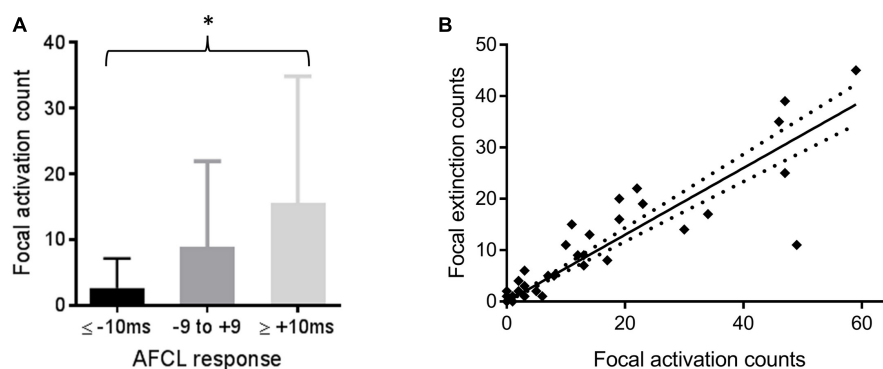 A
*
Focal activation count
40
30
20
10
0
≤ -10ms -9 to +9 ≥ +10ms
AFCL response
B
Focal extinction counts
50
40
30
20
10
0
0 20 40 60
Focal activation counts